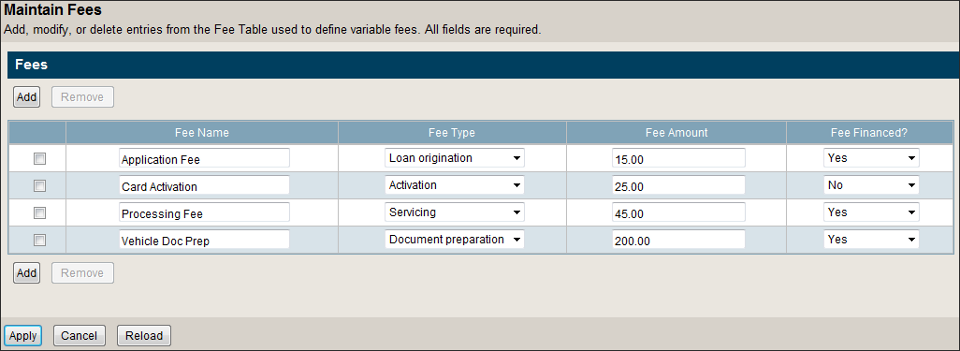 Maintain Fees
Add, modify, or delete entries from the Fee Table used to define variable fees. All fields are required.
Fees
Add Remove
Fee Name Fee Type Fee Amount Fee Financed?
Application Fee Loan origination 15.00 Yes
Card Activation Activation 25.00 No
Processing Fee Servicing 45.00 Yes
Vehicle Doc Prep Document preparation 200.00 Yes
Add Remove
Apply Cancel Reload